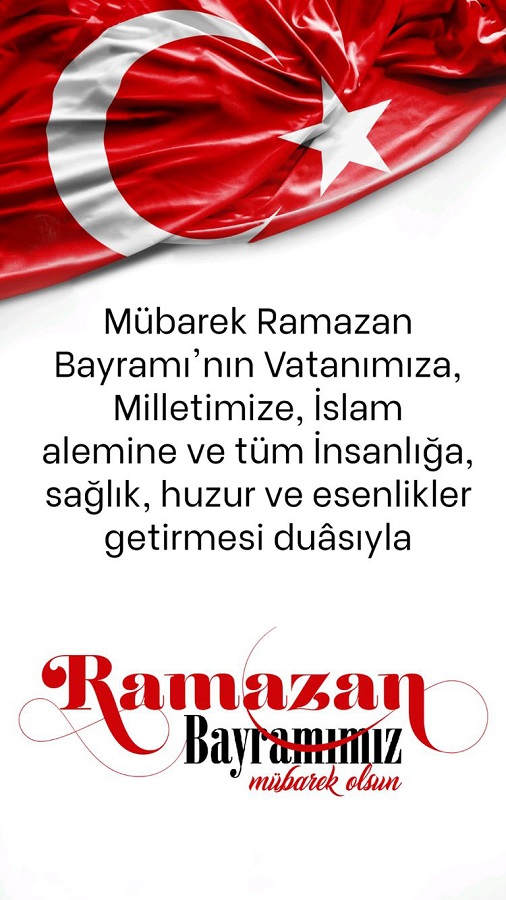 Mübarek Ramazan
Bayramı’nın Vatanımıza,
Milletimize, İslam
alemine ve tüm İnsanlığa,
sağlık, huzur ve esenlikler
getirmesi duâsıyla
Ramazan
Bayramımız
mübarek olsun